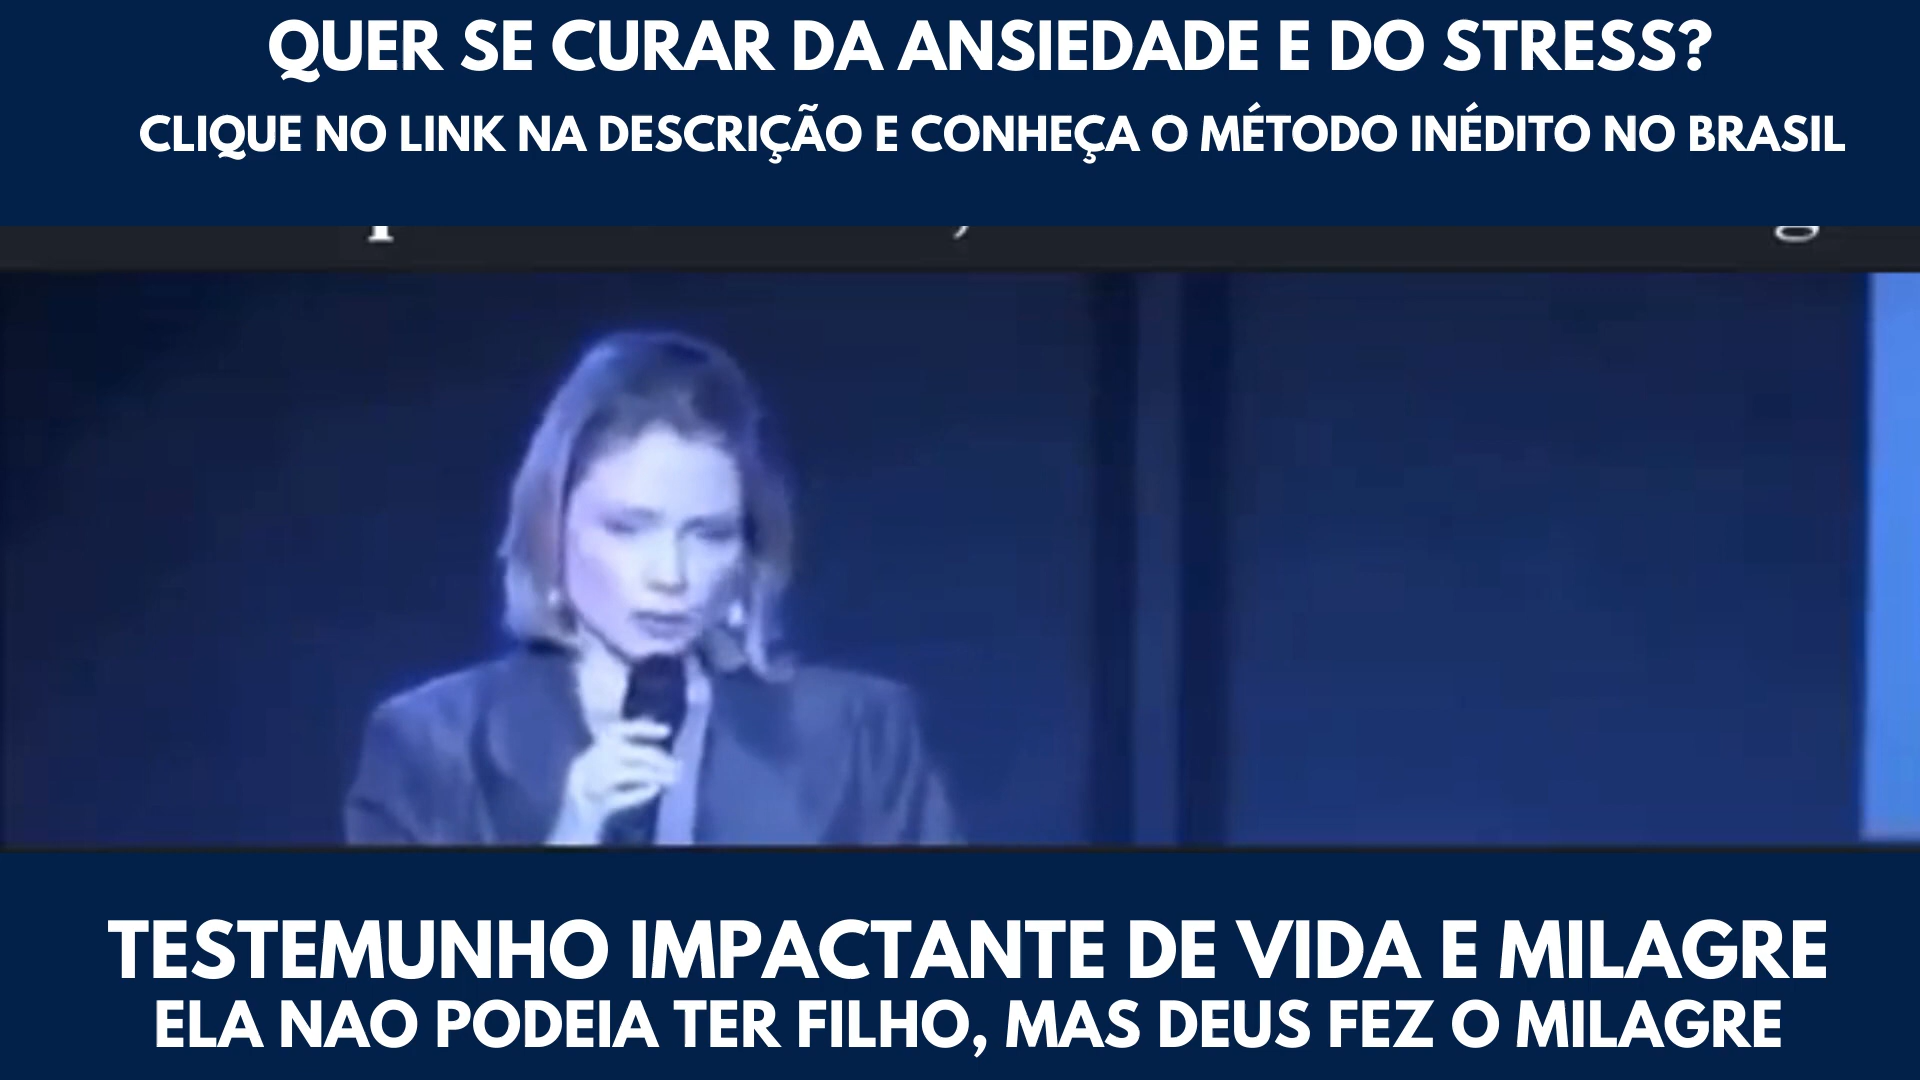 QUER SE CURAR DA ANSIEDADE E DO STRESS?
CLIQUE NO LINK NA DESCRIÇÃO E CONHEÇA O MÉTODO INÉDITO NO BRASIL
TESTEMUNHO IMPACTANTE DE VIDA E MILAGRE
ELA NAO PODEIA TER FILHO, MAS DEUS FEZ O MILAGRE